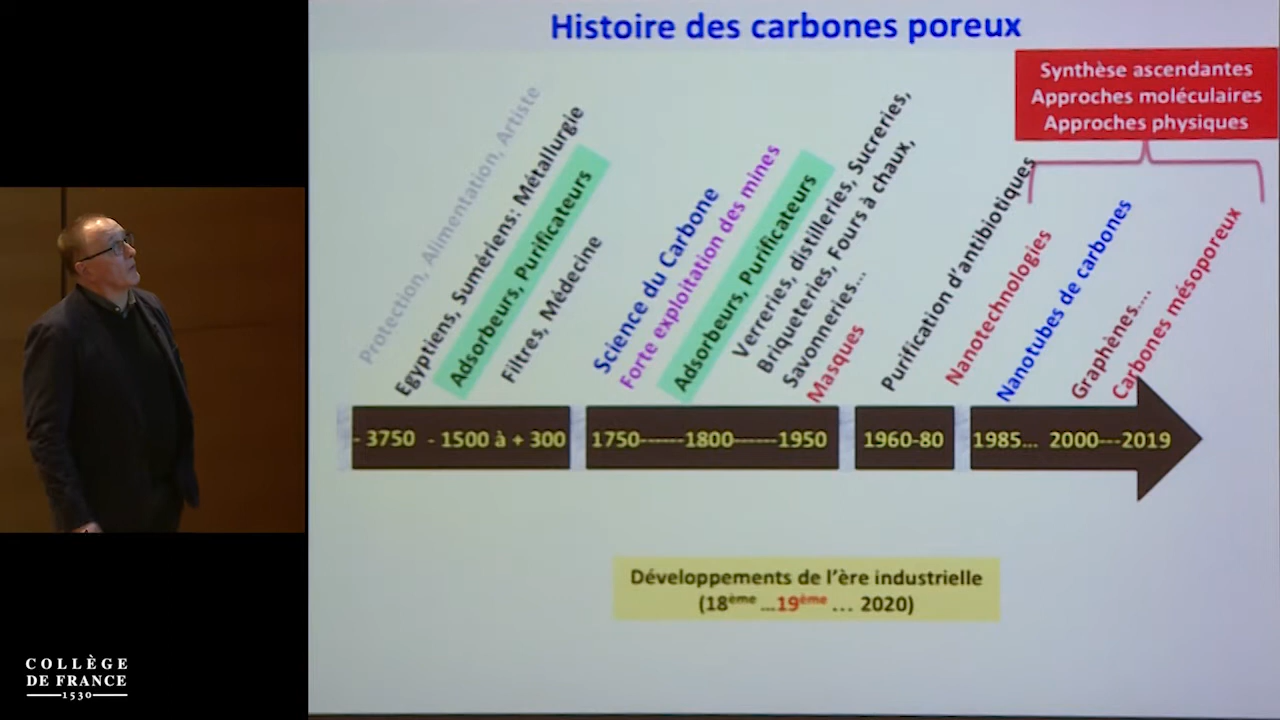 Histoire des carbones poreux
Synthèse ascendantes
Approches moléculaires
Approches physiques
Protection, Alimentation, Artiste
Egyptiens, Sumériens: Métallurgie
Adsorbeurs, Purificateurs
Filtres, Médecine
Science du Carbone
Forte exploitation des mines
Adsorbeurs, Purificateurs
Verreries, distilleries, Sucreries,
Briqueteries, Fours à chaux,
Savonneries...
Masques
Purification d'antibiotiques
Nanotechnologies
Nanotubes de carbones
Graphènes....
Carbones mésoporeux
- 3750 - 1500 à + 300
1750------1800------1950
1960-80
1985... 2000---2019
Développements de l'ère industrielle
(18ème ...19ème ... 2020)
COLLÈGE
DE FRANCE
1530